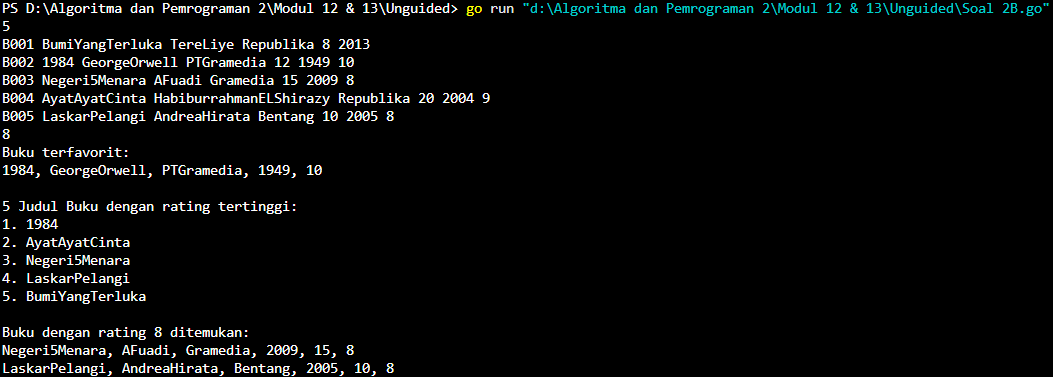 PS D:\Algoritma dan Pemrograman 2\Modul 12 & 13\Unguided> go run "d:\Algoritma dan Pemrograman 2\Modul 12 & 13\Unguided\Soal 2B.go"
5
B001 BumiYangTerluka TereLiye Republika 8 2013
B002 1984 GeorgeOrwell PTGramedia 12 1949 10
B003 Negeri5Menara AFuadi Gramedia 15 2009 8
B004 AyatAyatCinta HabiburrahmanELShirazy Republika 20 2004 9
B005 LaskarPelangi AndreaHirata Bentang 10 2005 8
8
Buku terfavorit:
1984, GeorgeOrwell, PTGramedia, 1949, 10
5 Judul Buku dengan rating tertinggi:
1. 1984
2. AyatAyatCinta
3. Negeri5Menara
4. LaskarPelangi
5. BumiYangTerluka
Buku dengan rating 8 ditemukan:
Negeri5Menara, AFuadi, Gramedia, 2009, 15, 8
LaskarPelangi, AndreaHirata, Bentang, 2005, 10, 8